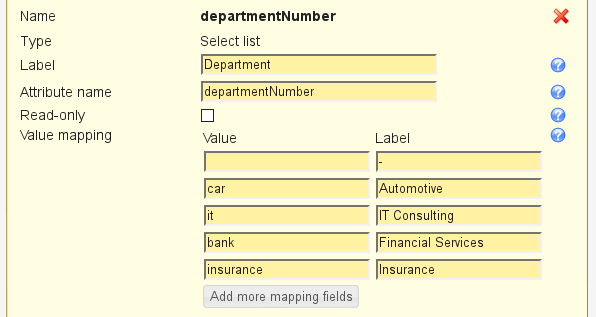 Name departmentNumber
Type Select list
Label Department
Attribute name departmentNumber
Read-only
Value mapping Value Label
-
car Automotive
it IT Consulting
bank Financial Services
insurance Insurance
Add more mapping fields